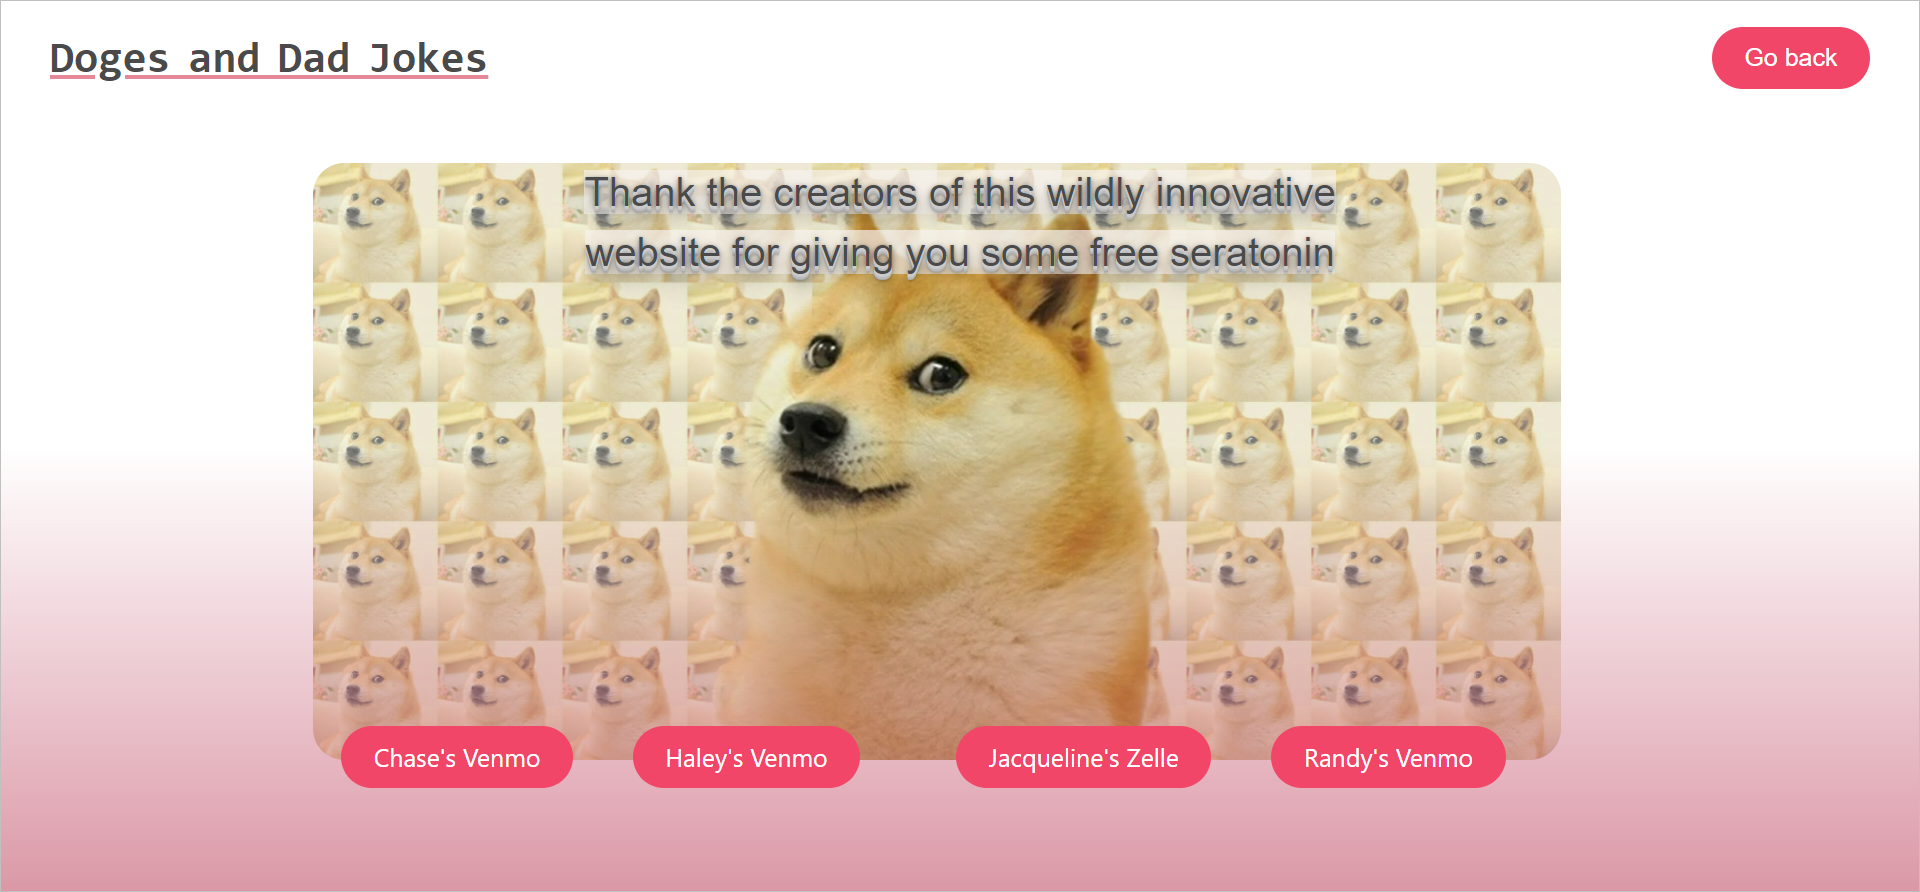 Doges and Dad Jokes
Go back
Thank the creators of this wildly innovative
website for giving you some free seratonin
Chase's Venmo
Haley's Venmo
Jacqueline's Zelle
Randy's Venmo